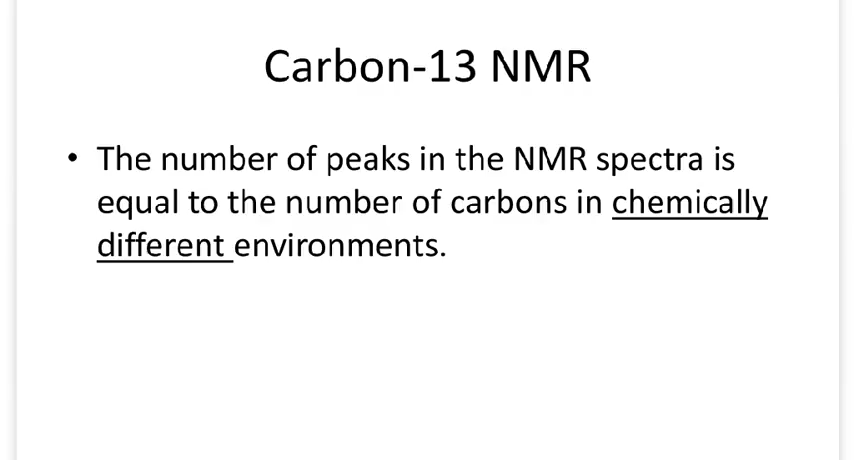 Carbon-13 NMR
• The number of peaks in the NMR spectra is
equal to the number of carbons in chemically
different environments.